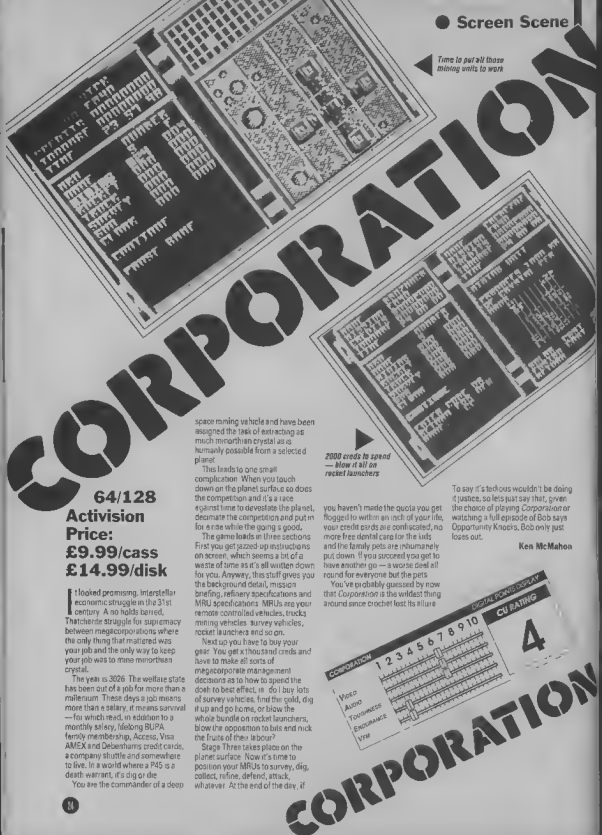 Screen Scene
Time to put all those
mining units to work
CORPORATION
2000 creds to spend
— blow it all on
rocket launchers
64/128
Activision
Price:
£9.99/cass
£14.99/disk
It looked promising. Interstellar
economic struggle in the 31st
century. A no holds barred,
Thatcherite struggle for supremacy
between megacorporations where
the only thing that mattered was
your job and the only way to keep
your job was to mine minorthian
crystal.
The year is 3026. The welfare state
has been out of a job for more than a
millenium. These days a job means
more than a salary, it means survival
— for which read, in addition to a
monthly salary, lifelong BUPA
family membership, Access, Visa
AMEX and Debenhams credit cards,
a company shuttle and somewhere
to live. In a world where a P45 is a
death warrant, it's dig or die.
You are the commander of a deep
space roming vehicle and have been
assigned the task of extracting as
much minorthian crystal as is
humanly possible from a selected
planet
This leads to one small
complication. When you touch
down on the planet surface so does
the competition and it's a race
against time to devastate the planet,
decimate the competition and put in
for a rise while the going's good.
The game loads in three sections
First you get jazzed-up instructions
on screen, which seems a bit of a
waste of time as it's all written down
for you. Anyway, this stuff gives you
the background detail, mission
briefing, refinery specifications and
MRU specifications. MRUs are your
remote controlled vehicles, trucks
mining vehicles, survey vehicles,
rocket launchers and so on.
Next up you have to buy your
gear. You get x thousand creds and
have to make all sorts of
megacorporate management
decisions as to how to spend the
doeh to best effect, ie. do I buy lots
of survey vehicles, find the gold, dig
it up and go home, or blow the
whole bundle on rocket launchers,
blow the opposition to bits and nick
the fruits of their labour?
Stage Three takes place on the
planet surface. Now it's time to
position your MRUs to survey, dig,
collect, refine, defend, attack,
whatever. At the end of the day, if
you haven't made the quota you get
flogged to within an inch of your life,
your credit cards are confiscated, no
more free dental care for the kids
and the family pets are inhumanely
put down. If you succeed you get to
have another go — a worse deal all
round for everyone but the pets
You've probably guessed by now
that Corporation is the wildest thing
around since crochet lost its allure
To say it's tedious wouldn't be doing
it justice, so lets just say that, given
the choice of playing Corporation or
watching a full episode of Bob says
Opportunity Knocks, Bob only just
loses out.
Ken McMahon
DIGITAL POINTS DISPLAY
CORPORATION
1 2 3 4 5 6 7 8 9 10
CU RATING
4
VIDEO
AUDIO
TOUGHNESS
ENDURANCE
VFM
CORPORATION
24